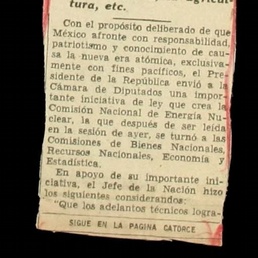 tura, etc.
Con el propósito deliberado de que
México afronte con responsabilidad,
patriotismo y conocimiento de cau-
sa la nueva era atómica, exclusiva-
mente con fines pacíficos, el Pre-
sidente de la República envió a la
Cámara de Diputados una impor-
tante iniciativa de ley que crea la
Comisión Nacional de Energía Nu-
clear, la que después de ser leída
en la sesión de ayer, se turnó a las
Comisiones de Bienes Nacionales,
Recursos Nacionales, Economía y
Estadística.
En apoyo de su importante ini-
ciativa, el Jefe de la Nación hizo
los siguientes considerandos:
"Que los adelantos técnicos logra-
SIGUE EN LA PAGINA CATORCE